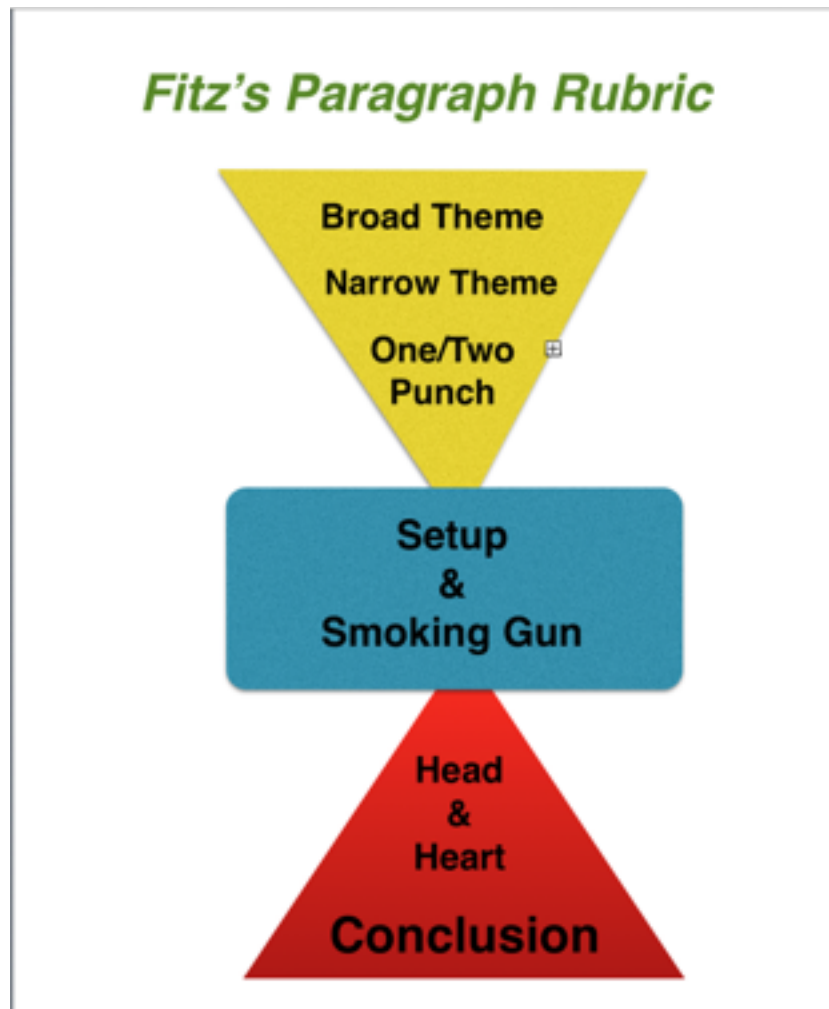 Fitz's Paragraph Rubric
Broad Theme
Narrow Theme
One/Two
Punch
Setup
&
Smoking Gun
Head
&
Heart
Conclusion